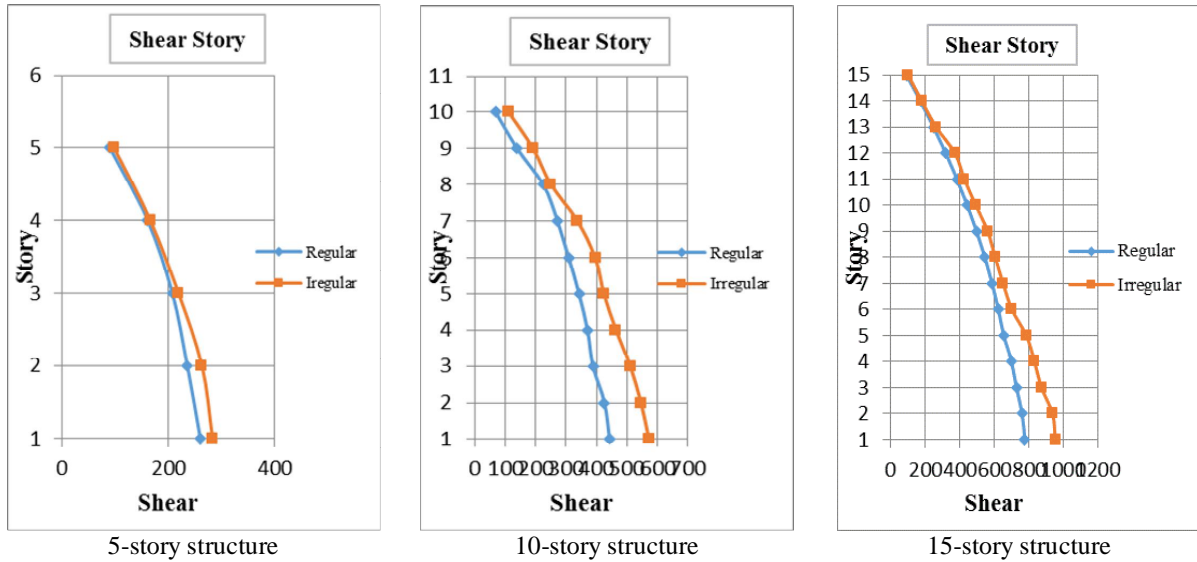 Shear Story
6
5
4
3
2
1
0 200 400
Story
Shear
Regular
Iregular
5-story structure
Shear Story
11
10
9
8
7
6
5
4
3
2
1
0 100 200 300 400 500 600 700
Story
Shear
Regular
Irregular
10-story structure
Shear Story
15
14
13
12
11
10
9
8
7
6
5
4
3
2
1
0 200 400 600 800 1000 1200
Story
Shear
Regular
Irregular
15-story structure